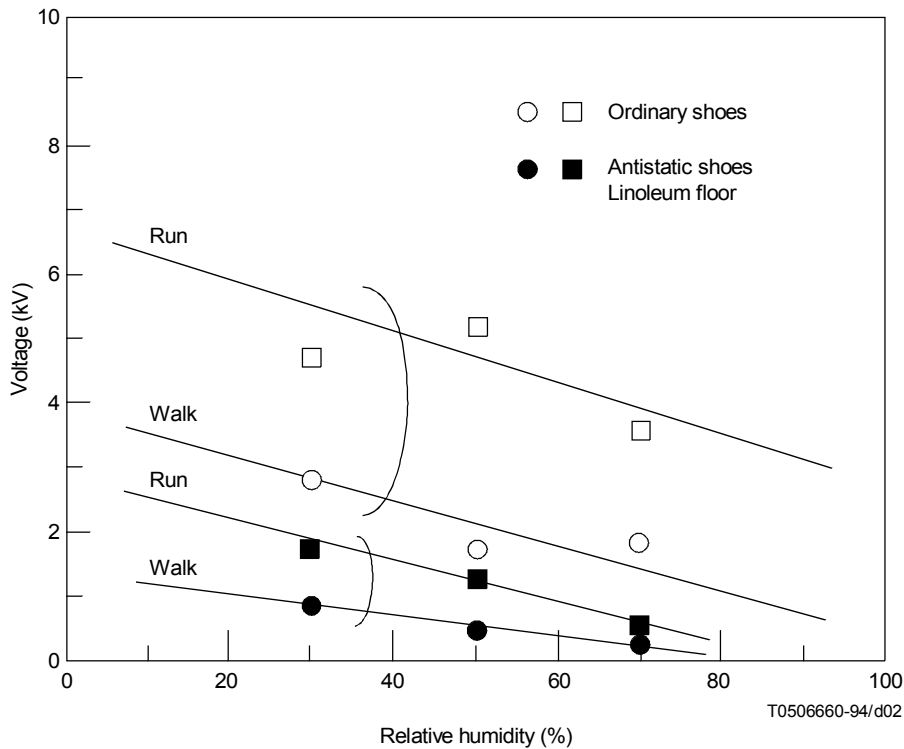 10
8
6
4
2
0
Voltage (kV)
Ordinary shoes
Antistatic shoes
Linoleum floor
Run
Walk
Run
Walk
0 20 40 60 80 100
T0506660-94/d02
Relative humidity (%)